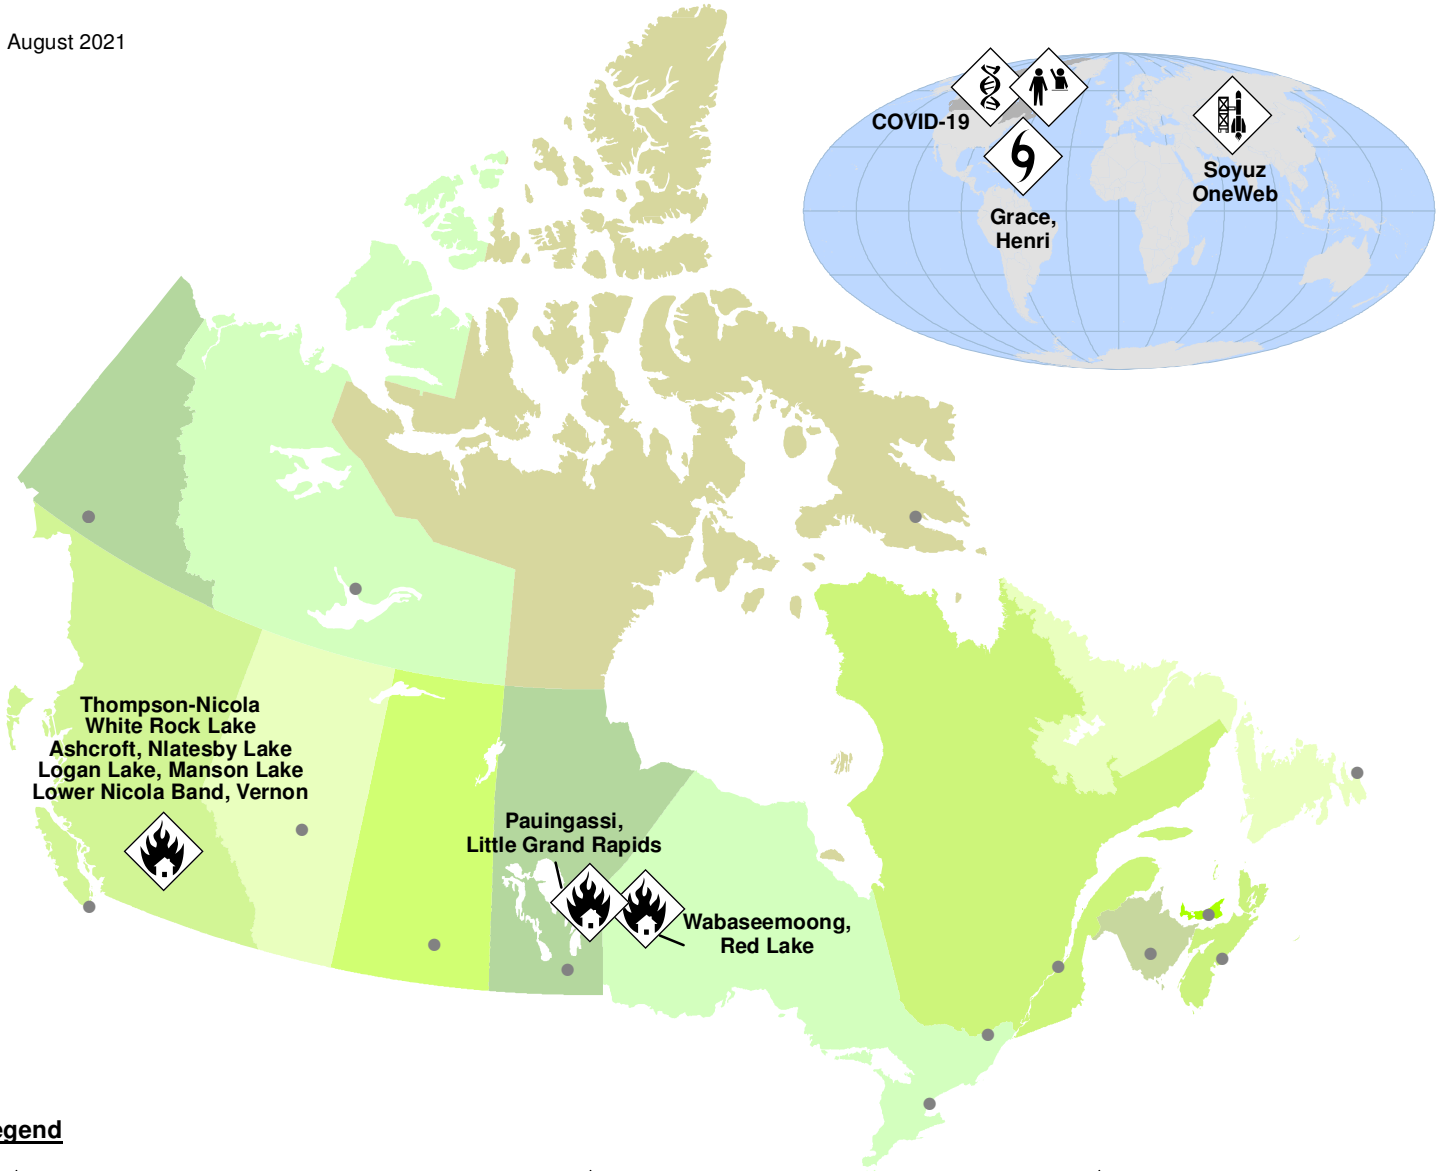 August 2021
COVID-19
Soyuz
OneWeb
Grace,
Henri
Thompson-Nicola
White Rock Lake
Ashcroft, Nlatesby Lake
Logan Lake, Manson Lake
Lower Nicola Band, Vernon
Pauingassi,
Little Grand Rapids
Wabaseemoong,
Red Lake
egend